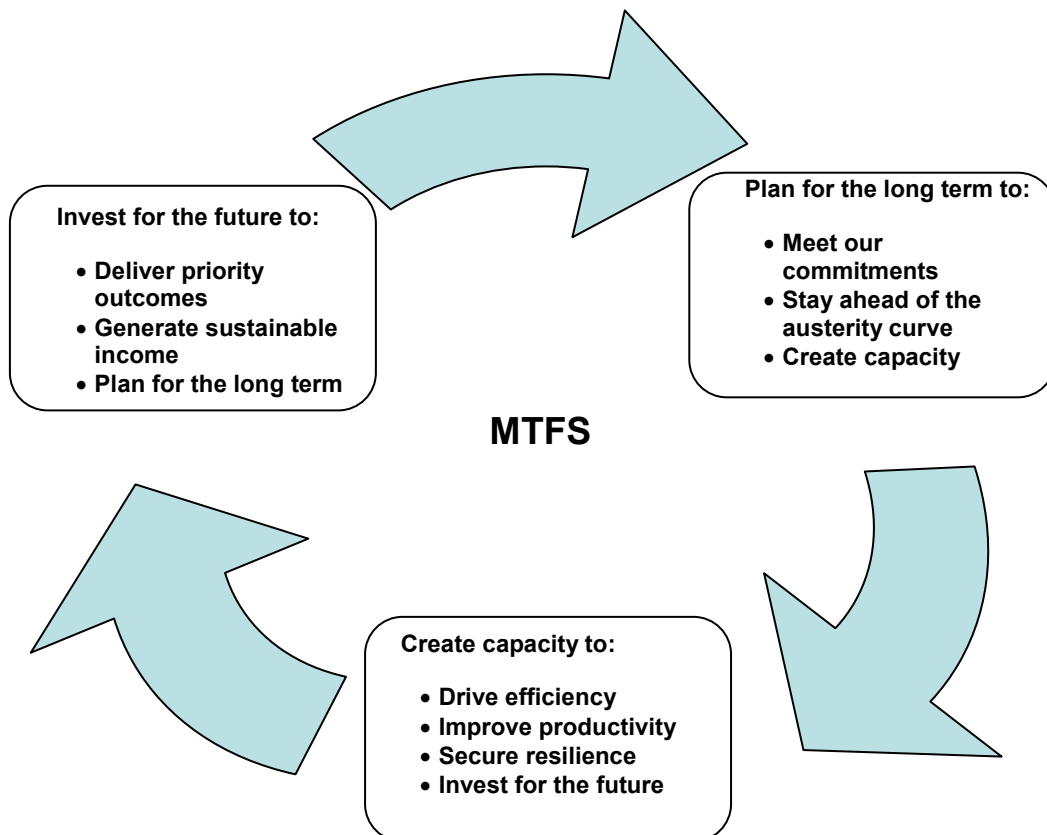 Invest for the future to:
• Deliver priority
outcomes
• Generate sustainable
income
• Plan for the long term
Plan for the long term to:
• Meet our
commitments
• Stay ahead of the
austerity curve
• Create capacity
MTFS
Create capacity to:
• Drive efficiency
• Improve productivity
• Secure resilience
• Invest for the future